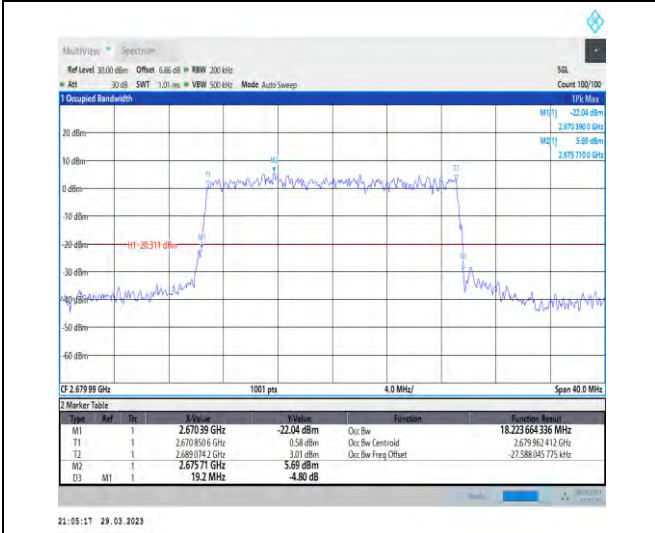 MultiView Spectrum
Ref Level 30.00 dBm Offset 6.86 dB RBW 200 kHz SGL
Att 30 dB SWT 1.01 ms VBW 500 kHz Mode Auto Sweep Count 100/100
1 Occupied Bandwidth 1Pk Max
M1[1] -22.04 dBm
2.670 390 0 GHz
M2[1] 5.69 dBm
2.675 710 0 GHz
20 dBm
10 dBm
M2
T1
T2
0 dBm
-10 dBm
M1
-20 dBm
H1 -20.311 dBm
D3
-30 dBm
-40 dBm
-50 dBm
-60 dBm
CF 2.679 99 GHz 1001 pts 4.0 MHz/ Span 40.0 MHz
2 Marker Table
Type Ref Trc X-Value Y-Value Function Function Result
M1 1 2.670 39 GHz -22.04 dBm Occ Bw 18.223 664 336 MHz
T1 1 2.670 850 6 GHz 0.58 dBm Occ Bw Centroid 2.679 962 412 GHz
T2 1 2.689 074 2 GHz 3.01 dBm Occ Bw Freq Offset -27.588 045 775 kHz
M2 1 2.675 71 GHz 5.69 dBm
D3 M1 1 19.2 MHz -4.80 dB
21:05:17 29.03.2023